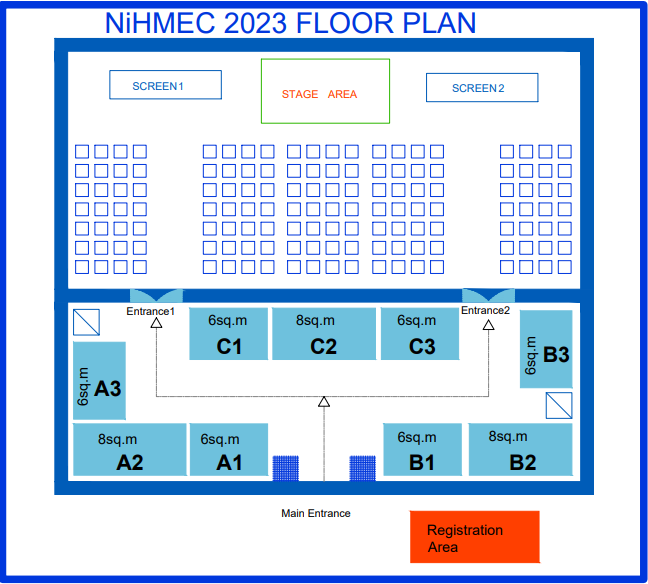 NiHMEC 2023 FLOOR PLAN
SCREEN1
STAGE AREA
SCREEN2
Entrance1
Entrance2
6sq.m
C1
8sq.m
C2
6sq.m
C3
6sq.m
B3
6sq.m
A3
8sq.m
A2
6sq.m
A1
6sq.m
B1
8sq.m
B2
Main Entrance
Registration
Area